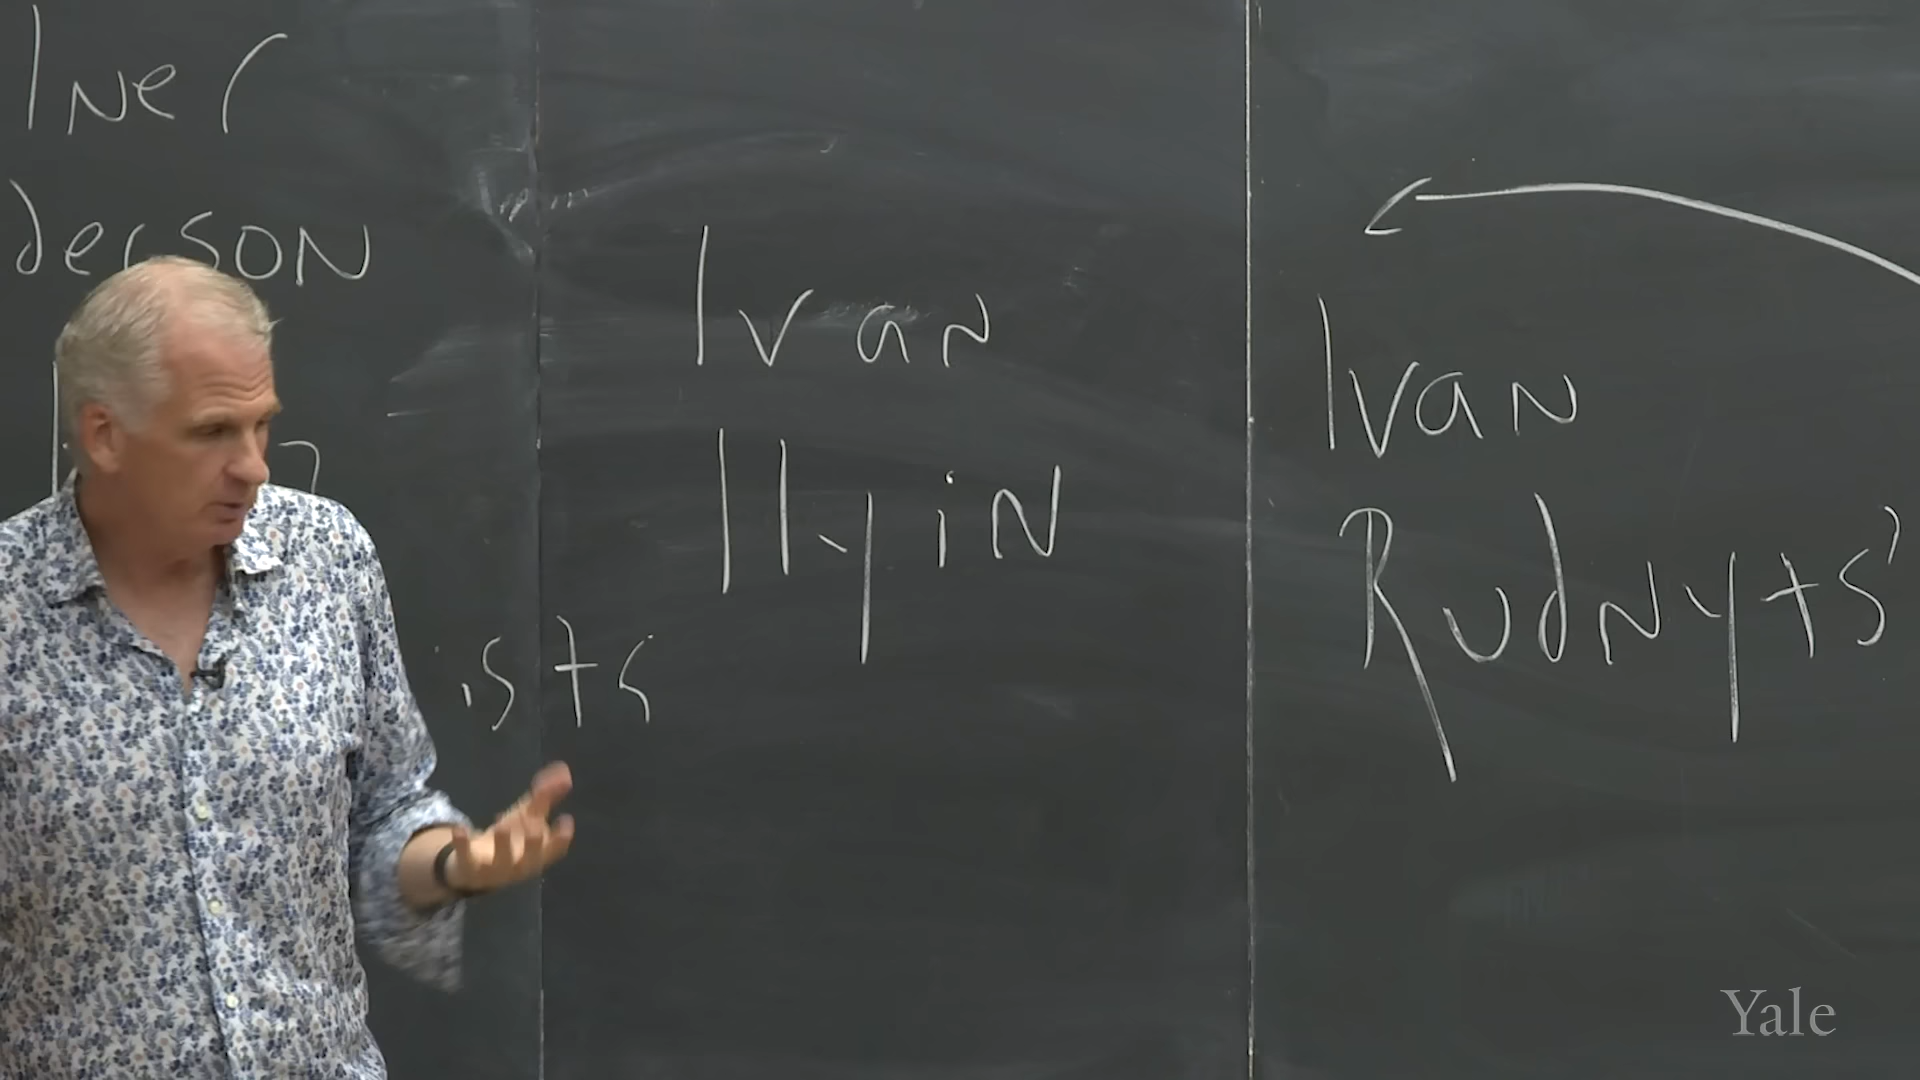 lner
derson
Ivan
Ilyin
ists
Ivan
Rudnyts'
Yale